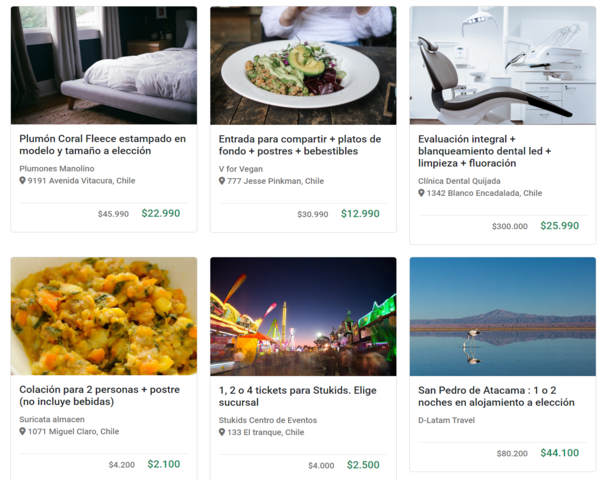 Plumón Coral Fleece estampado en
modelo y tamaño a elección
Plumones Manolino
9191 Avenida Vitacura, Chile
$45.990 $22.990
Entrada para compartir + platos de
fondo + postres + bebestibles
V for Vegan
777 Jesse Pinkman, Chile
$30.990 $12.990
Evaluación integral +
blanqueamiento dental led +
limpieza + fluoración
Clínica Dental Quijada
1342 Blanco Encadalada, Chile
$300.000 $25.990
Colación para 2 personas + postre
(no incluye bebidas)
Suricata almacen
1071 Miguel Claro, Chile
$4.200 $2.100
1, 2 o 4 tickets para Stukids. Elige
sucursal
Stukids Centro de Eventos
133 El tranque, Chile
$4.000 $2.500
San Pedro de Atacama : 1 o 2
noches en alojamiento a elección
D-Latam Travel
$80.200 $44.100